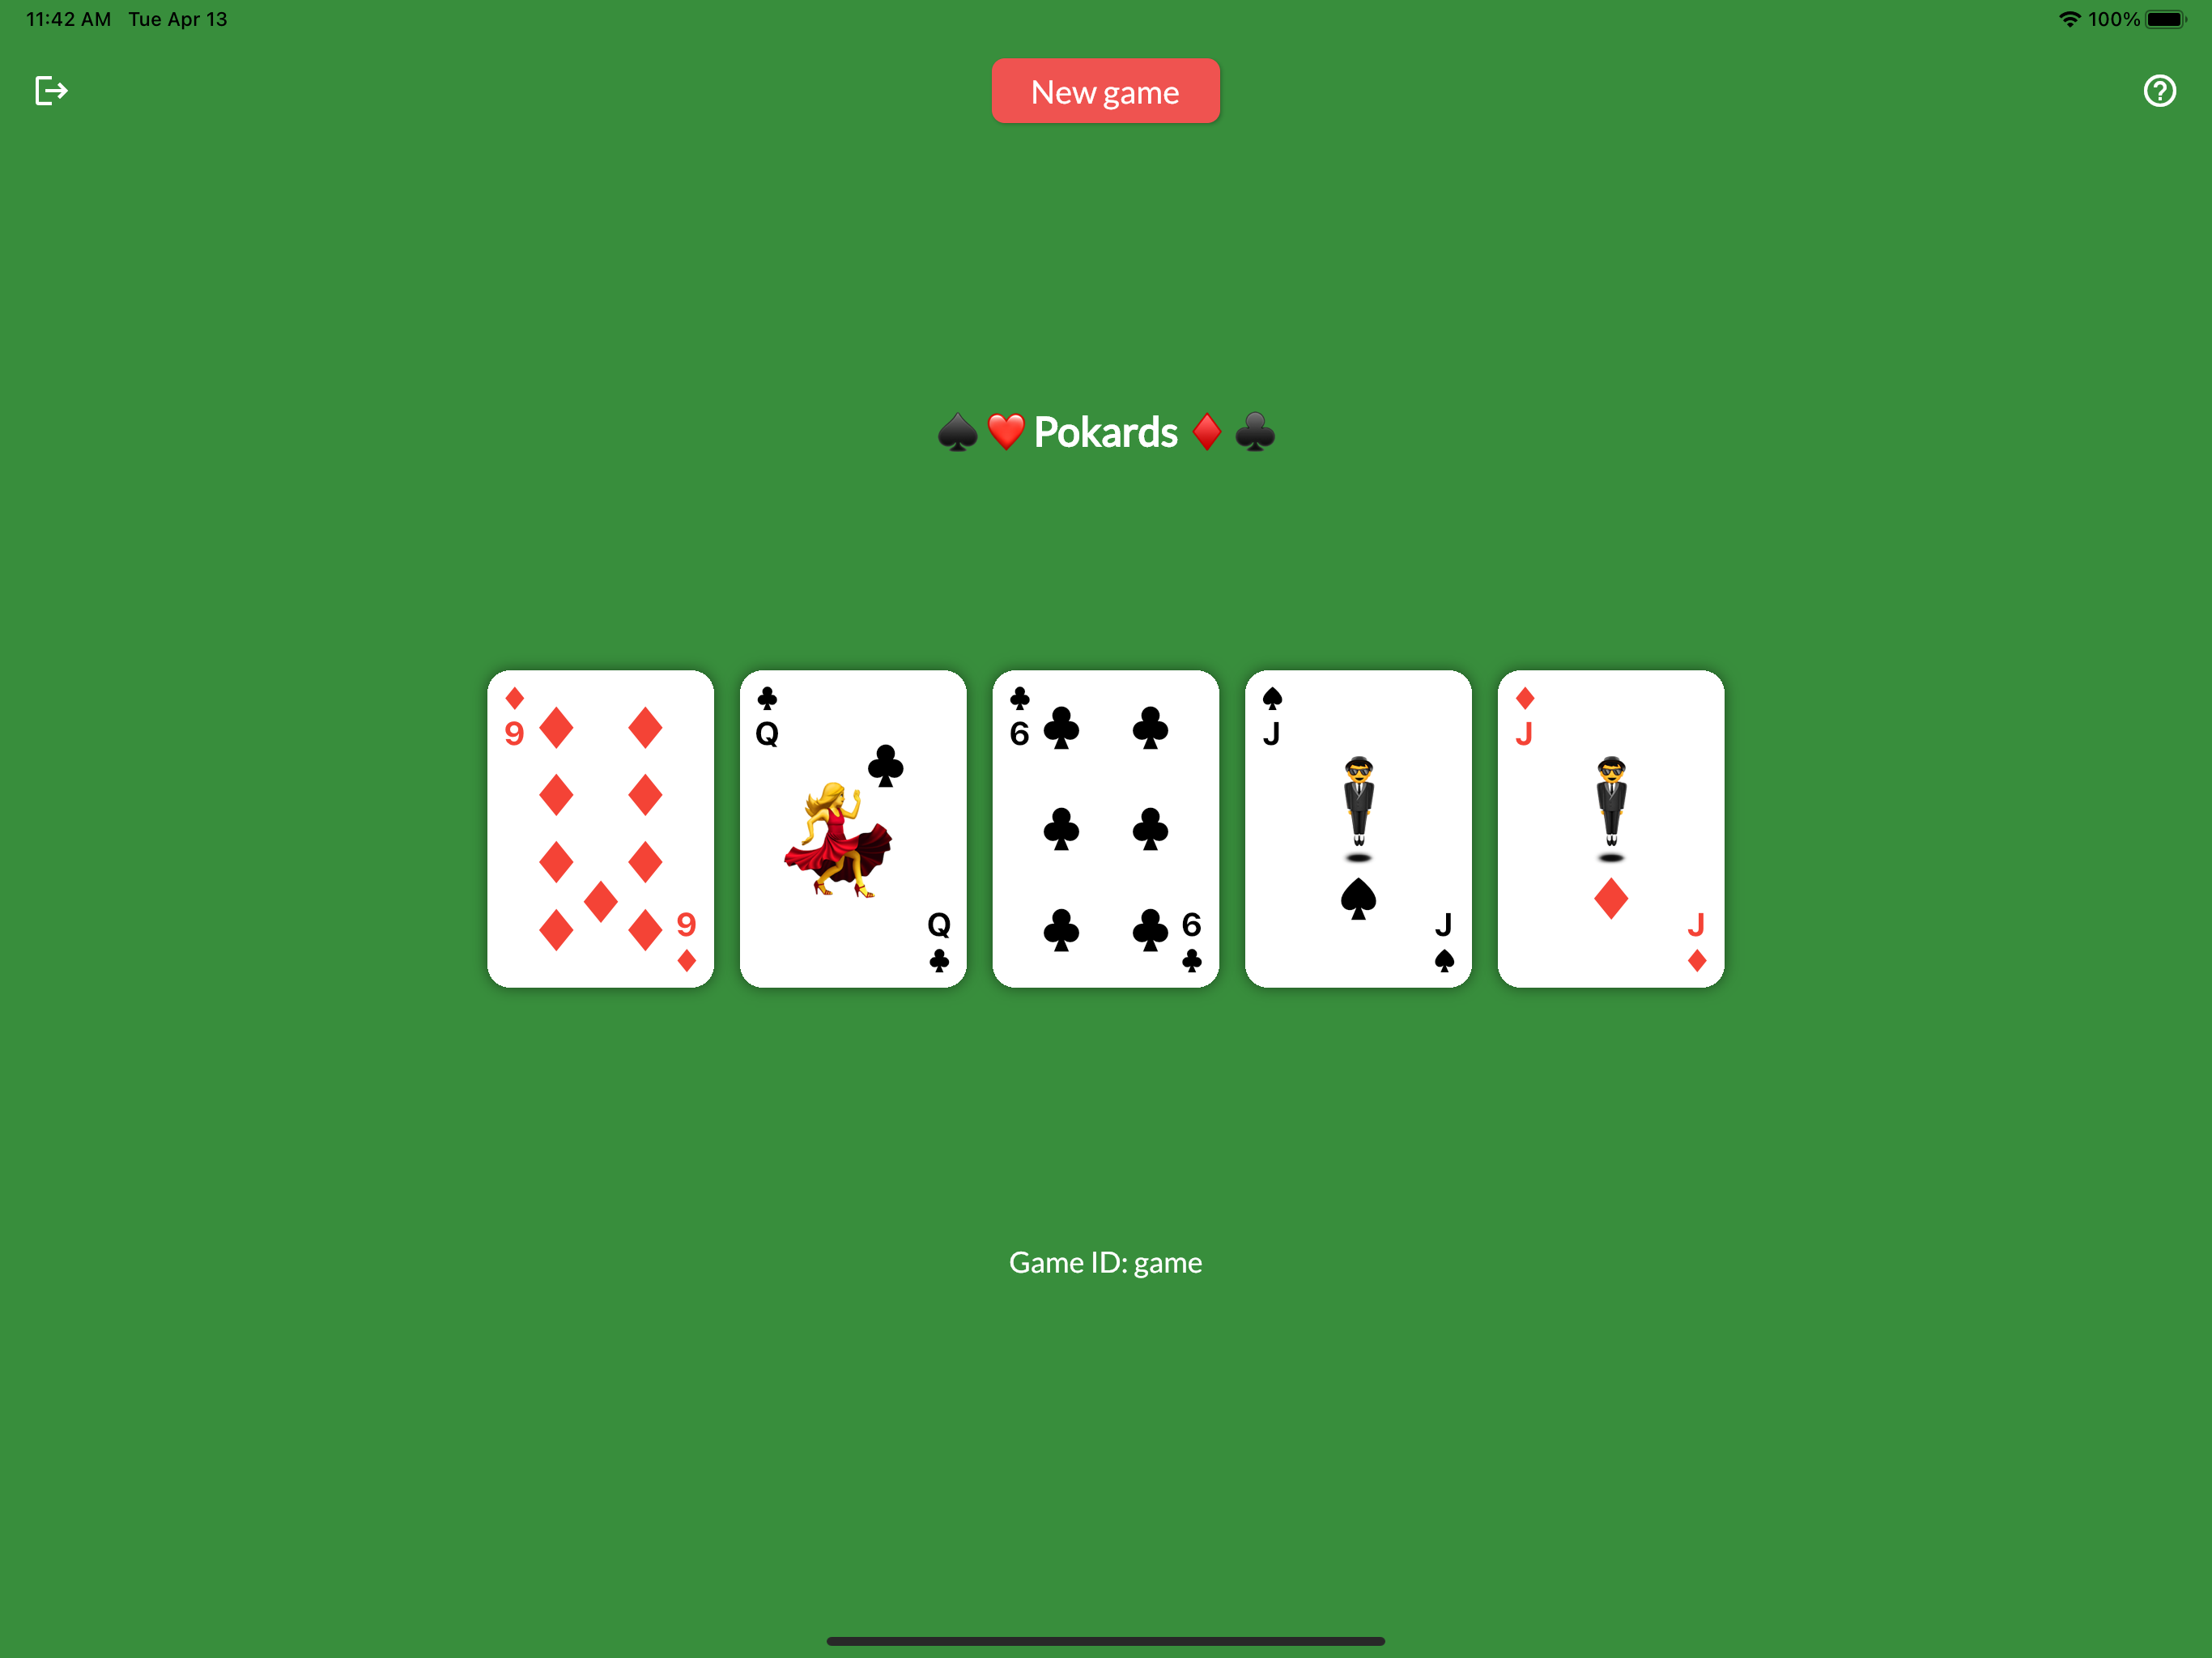 11:42 AM Tue Apr 13
100%
New game
♠️❤️ Pokards ♦️♣️
♦ ♣ ♣ ♠ ♦
9 Q 6 J J
9 Q 6 J J
♦ ♣ ♣ ♠ ♦
Game ID: game